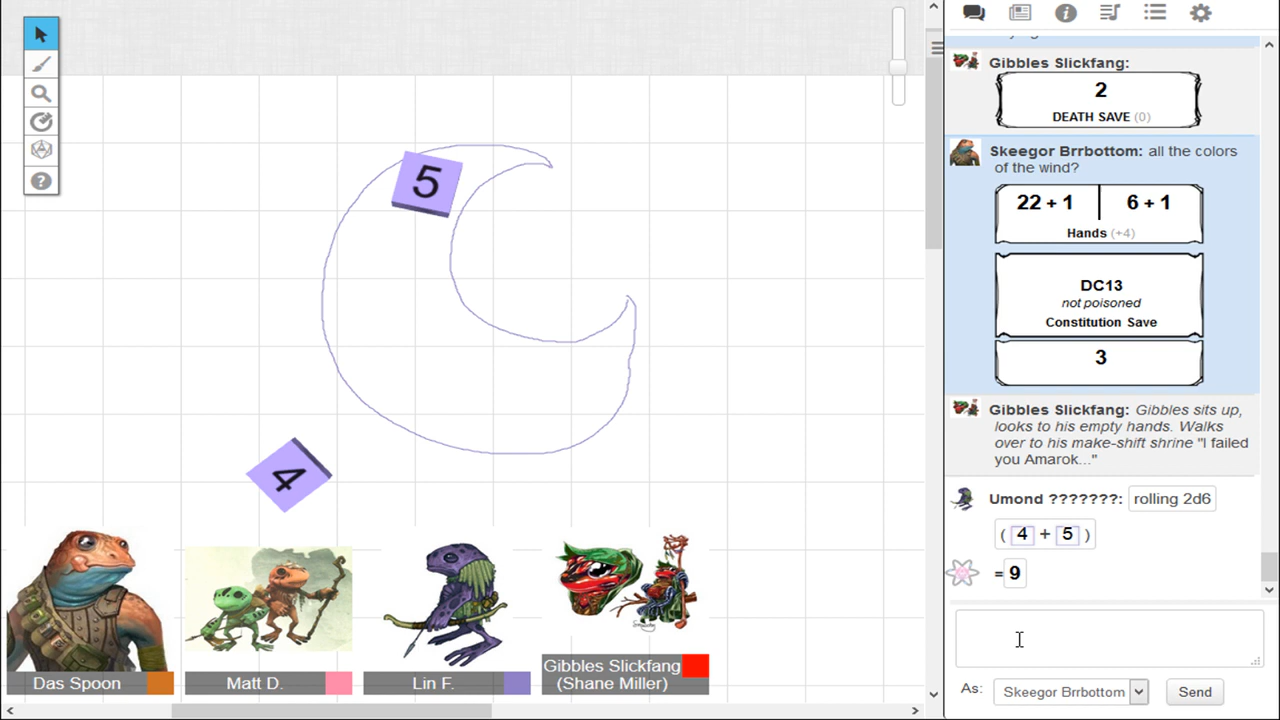 5
4
Das Spoon
Matt D.
Lin F.
Gibbles Slickfang
(Shane Miller)
Gibbles Slickfang:
2
DEATH SAVE (0)
Skeegor Brrbottom: all the colors
of the wind?
22 + 1 6 + 1
Hands (+4)
DC13
not poisoned
Constitution Save
3
Gibbles Slickfang: Gibbles sits up,
looks to his empty hands. Walks
over to his make-shift shrine "I failed
you Amarok..."
Umond ???????: rolling 2d6
( 4 + 5 )
= 9
As: Skeegor Brrbottom Send